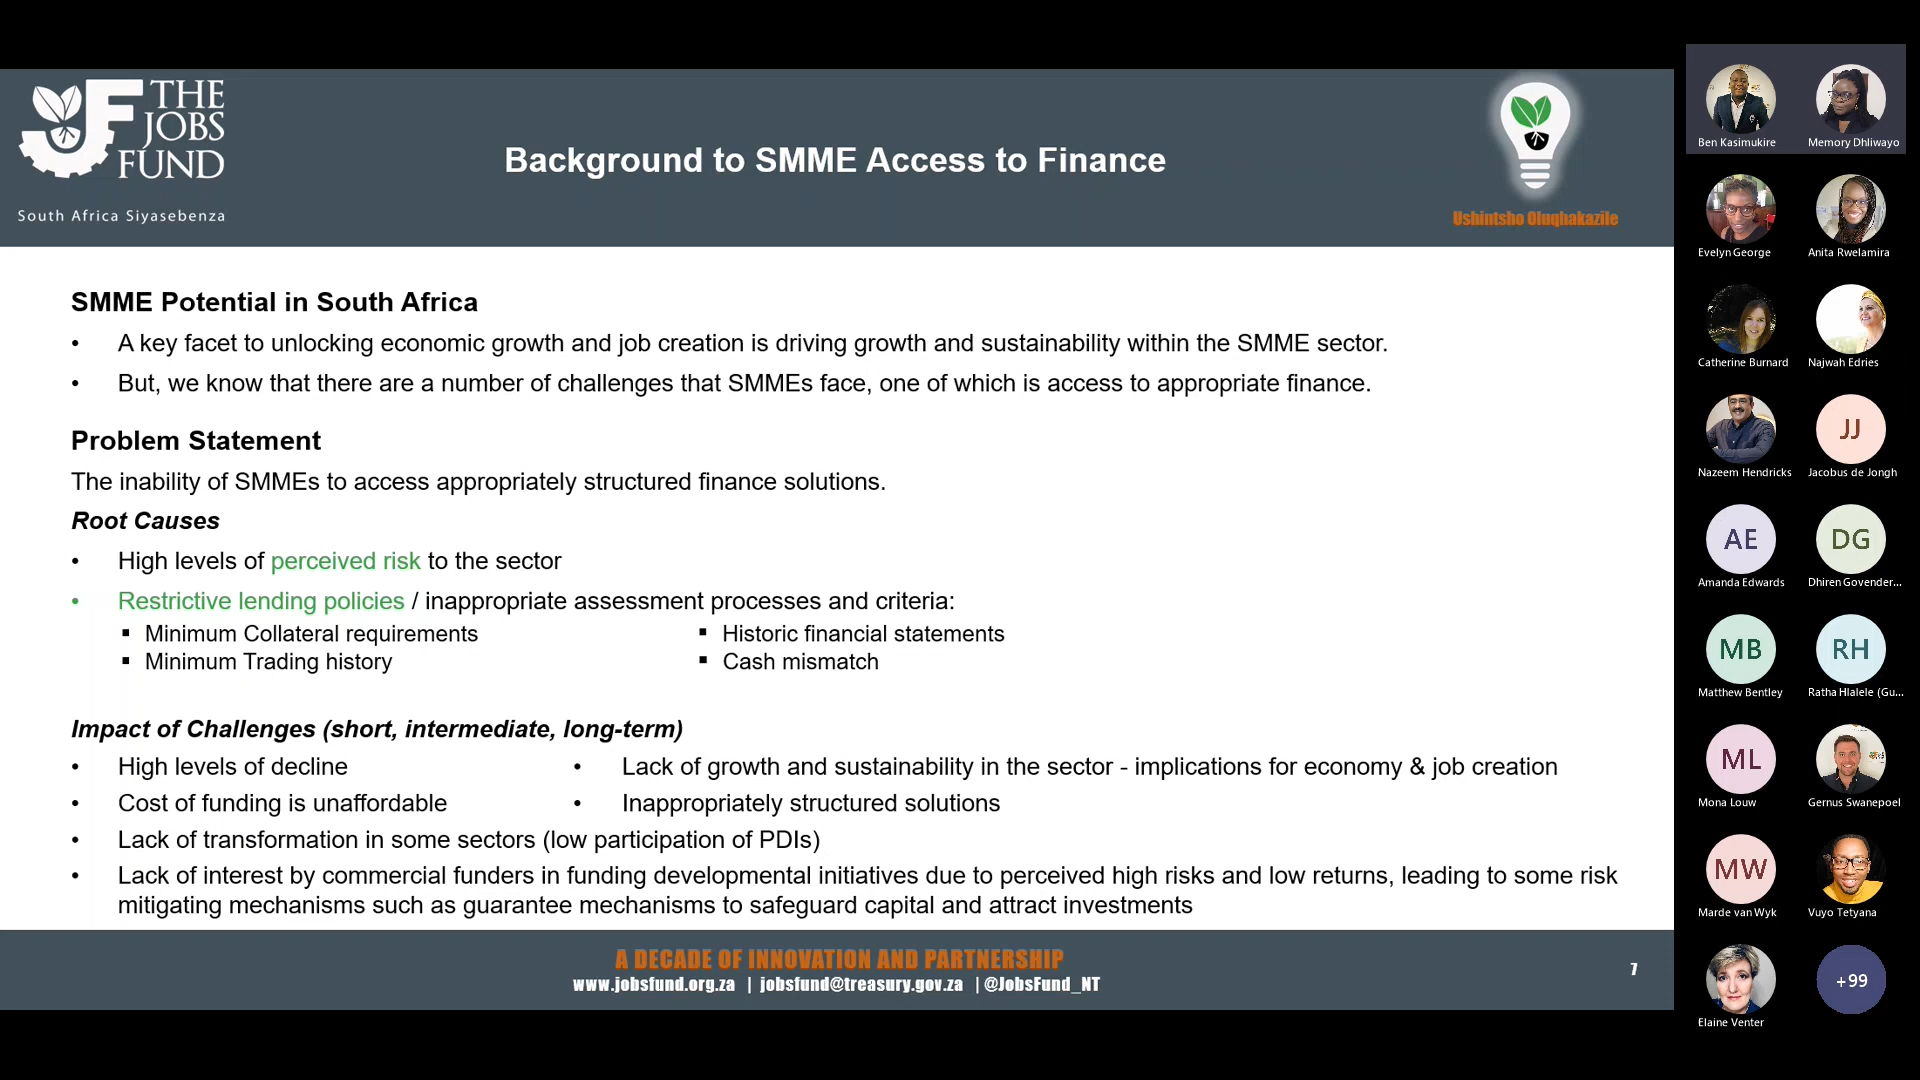 THE
JOBS
FUND
South Africa Siyasebenza
Background to SMME Access to Finance
Ushintsho Oluqhakazile
SMME Potential in South Africa
• A key facet to unlocking economic growth and job creation is driving growth and sustainability within the SMME sector.
• But, we know that there are a number of challenges that SMMEs face, one of which is access to appropriate finance.
Problem Statement
The inability of SMMEs to access appropriately structured finance solutions.
Root Causes
• High levels of perceived risk to the sector
• Restrictive lending policies / inappropriate assessment processes and criteria:
▪ Minimum Collateral requirements
▪ Minimum Trading history
▪ Historic financial statements
▪ Cash mismatch
Impact of Challenges (short, intermediate, long-term)
• High levels of decline
• Lack of growth and sustainability in the sector - implications for economy & job creation
• Cost of funding is unaffordable
• Inappropriately structured solutions
• Lack of transformation in some sectors (low participation of PDIs)
• Lack of interest by commercial funders in funding developmental initiatives due to perceived high risks and low returns, leading to some risk
mitigating mechanisms such as guarantee mechanisms to safeguard capital and attract investments
A DECADE OF INNOVATION AND PARTNERSHIP
www.jobsfund.org.za | jobsfund@treasury.gov.za | @JobsFund_NT
7
Ben Kasimukire
Memory Dhliwayo
Evelyn George
Anita Rwelamira
Catherine Burnard
Najwah Edries
Nazeem Hendricks
JJ
Jacobus de Jongh
AE
Amanda Edwards
DG
Dhiren Govender...
MB
Matthew Bentley
RH
Ratha Hlalele (Gu...
ML
Mona Louw
Gernus Swanepoel
MW
Marde van Wyk
Vuyo Tetyana
Elaine Venter
+99